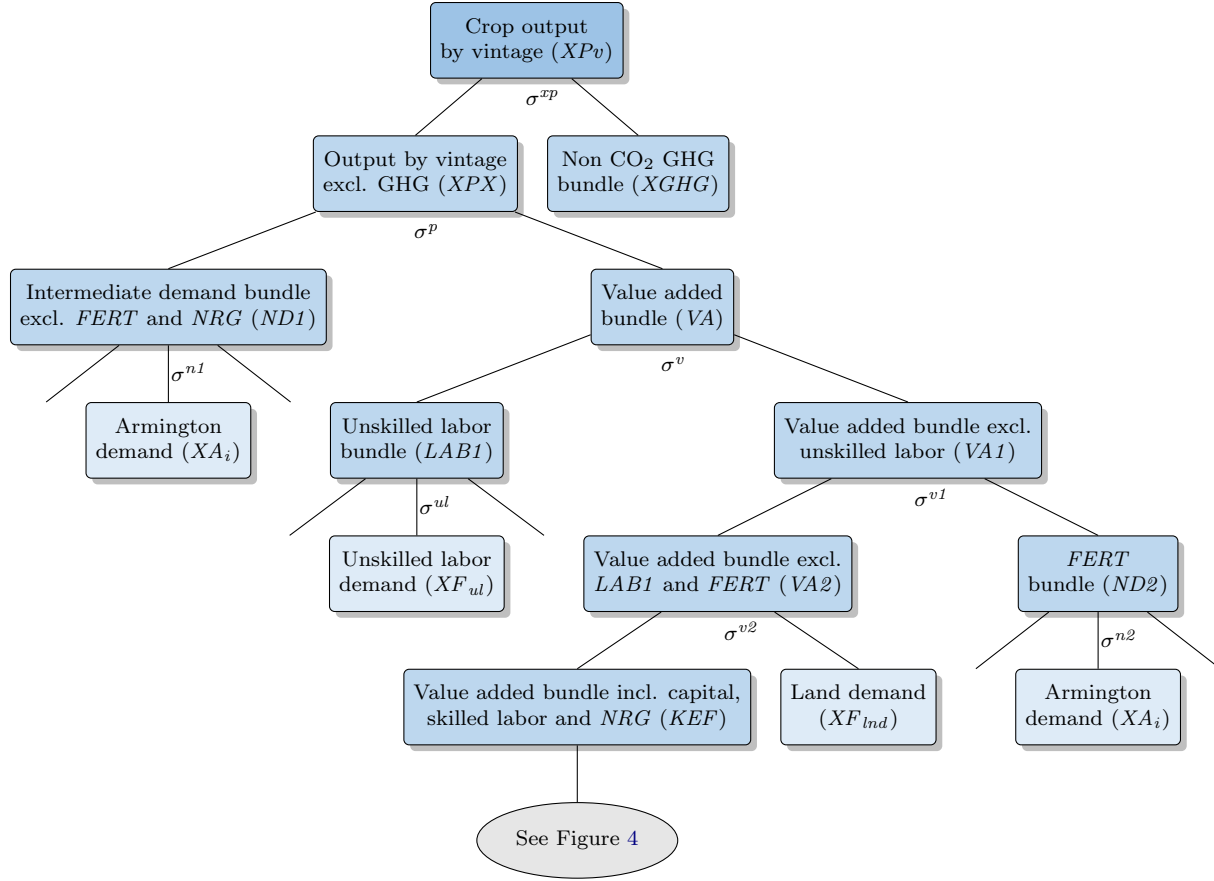 Crop output
by vintage (XPv)
σ^xp
Output by vintage
excl. GHG (XPX)
Non CO₂ GHG
bundle (XGHG)
σ^p
Intermediate demand bundle
excl. FERT and NRG (ND1)
Value added
bundle (VA)
σ^n1
σ^v
Armington
demand (XA_i)
Unskilled labor
bundle (LAB1)
Value added bundle excl.
unskilled labor (VA1)
σ^ul
σ^v1
Unskilled labor
demand (XF_ul)
Value added bundle excl.
LAB1 and FERT (VA2)
FERT
bundle (ND2)
σ^v2
σ^n2
Value added bundle incl. capital,
skilled labor and NRG (KEF)
Land demand
(XF_lnd)
Armington
demand (XA_i)
See Figure 4